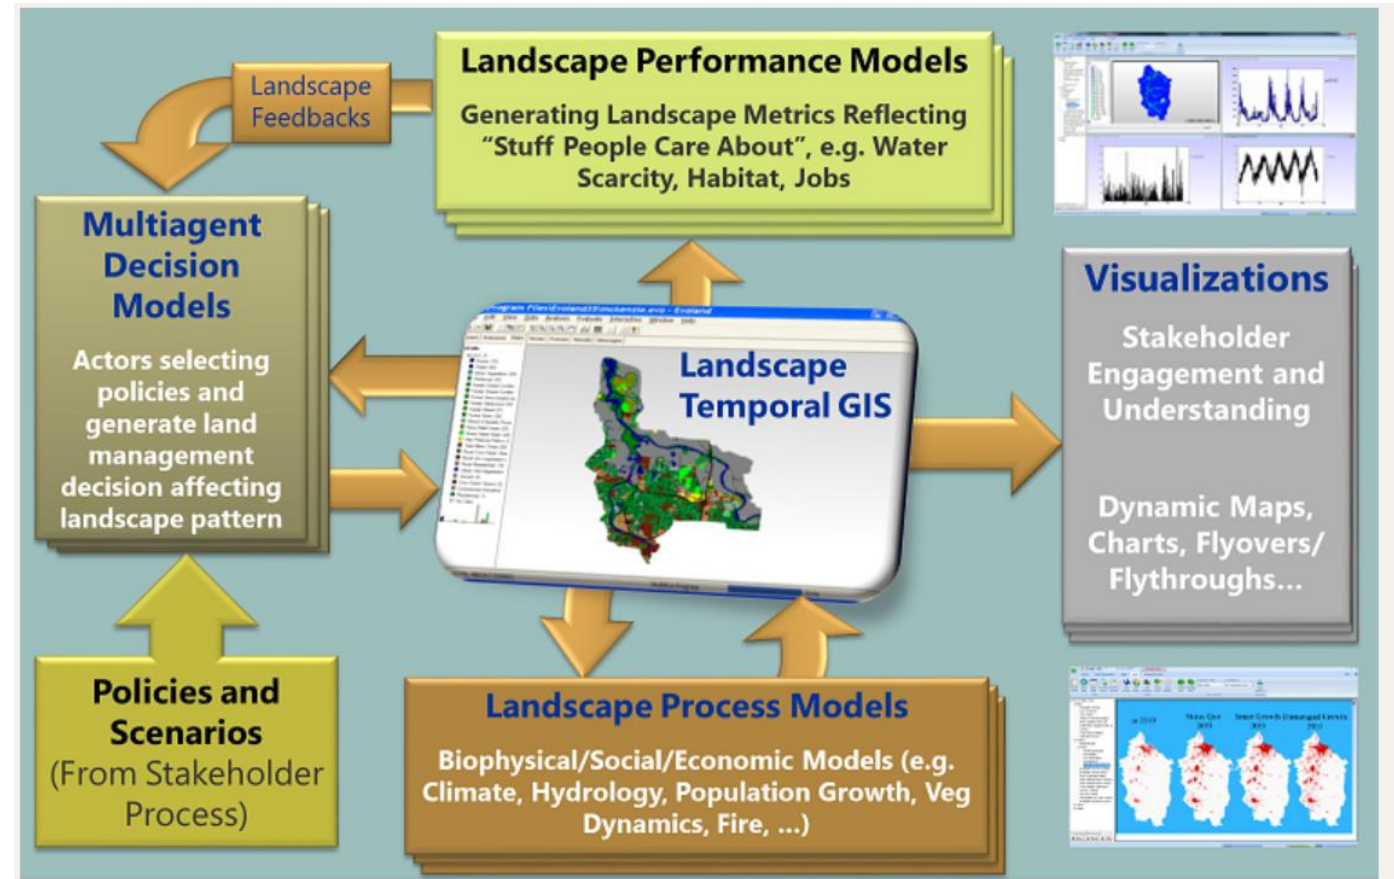 Landscape Performance Models
Generating Landscape Metrics Reflecting
“Stuff People Care About”, e.g. Water
Scarcity, Habitat, Jobs
Landscape
Feedbacks
Multiagent
Decision
Models
Actors selecting
policies and
generate land
management
decision affecting
landscape pattern
Landscape
Temporal GIS
Visualizations
Stakeholder
Engagement and
Understanding
Dynamic Maps,
Charts, Flyovers/
Flythroughs...
Policies and
Scenarios
(From Stakeholder
Process)
Landscape Process Models
Biophysical/Social/Economic Models (e.g.
Climate, Hydrology, Population Growth, Veg
Dynamics, Fire, ...)